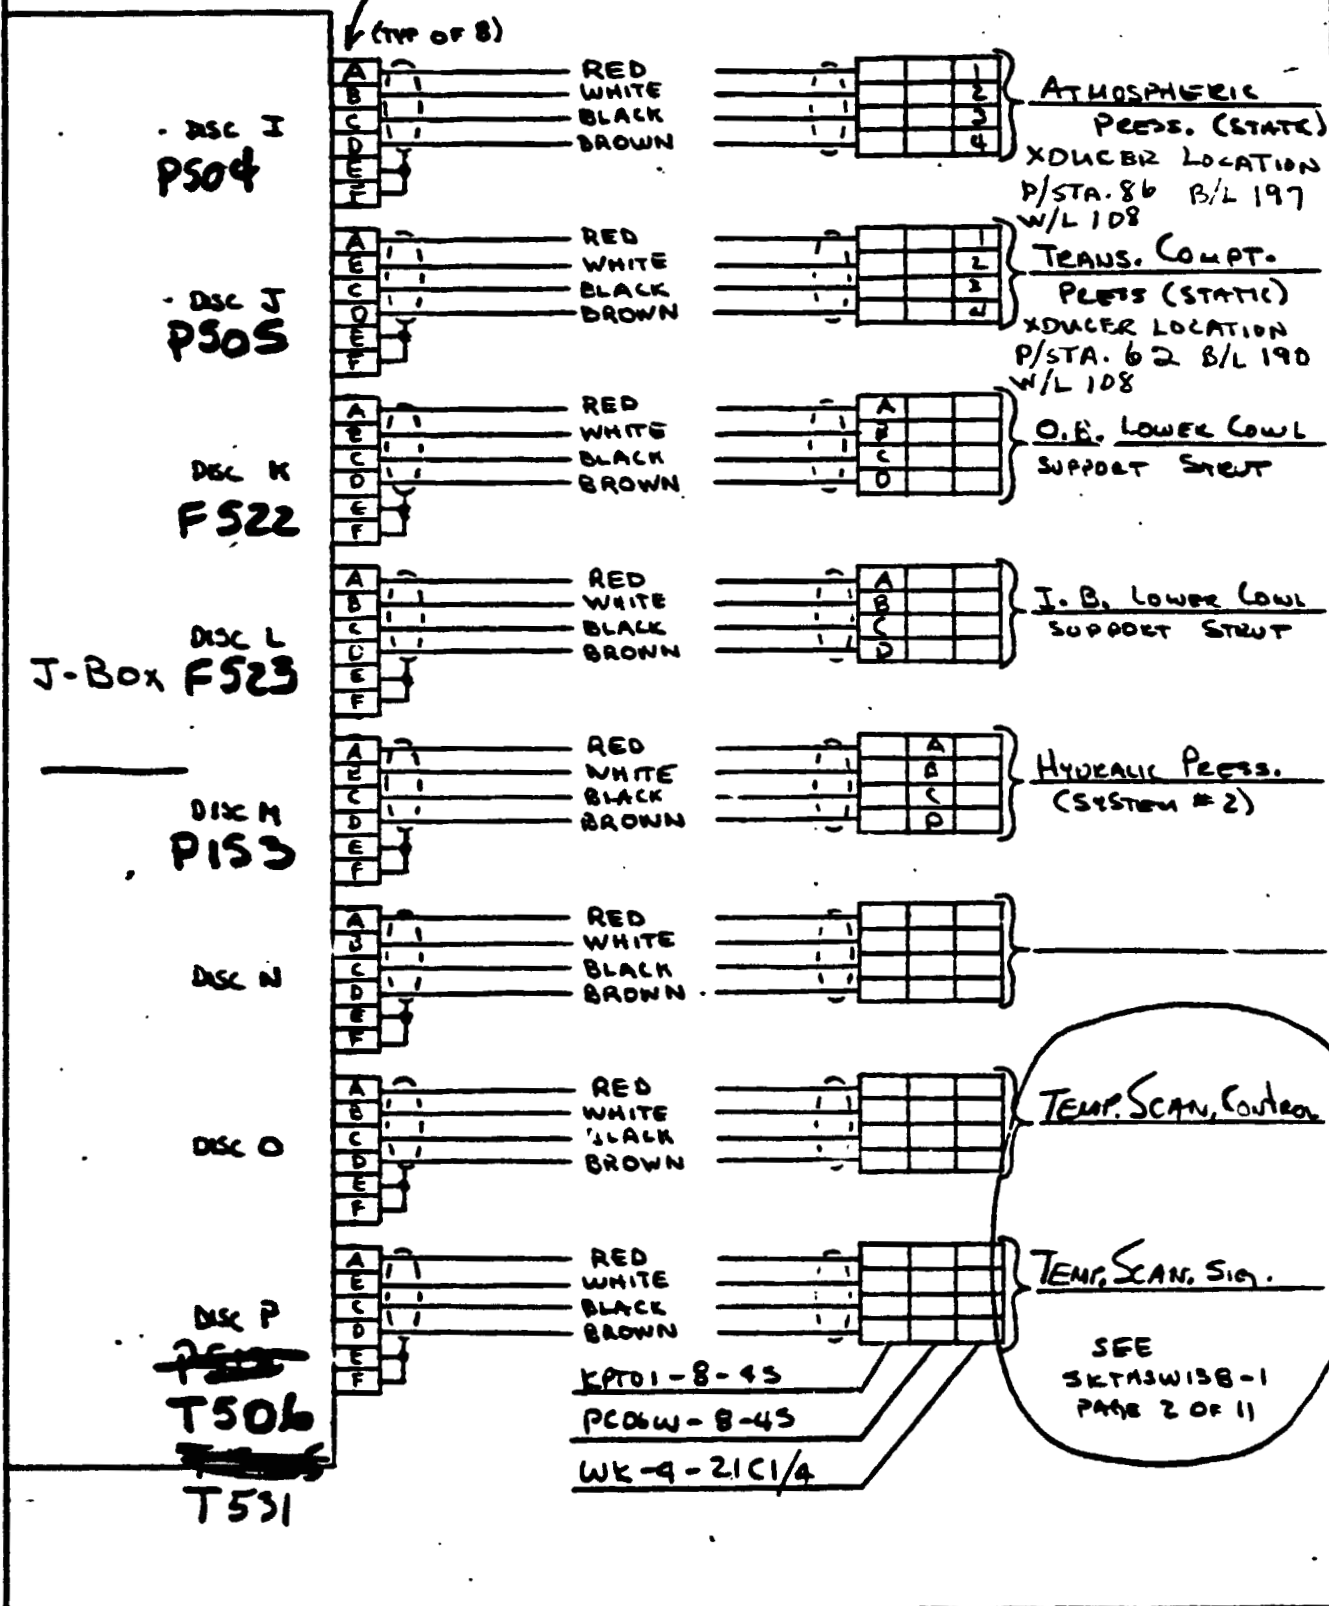 (TYP OF 8)
DISC I
P504
A
B
C
D
E
F
RED
WHITE
BLACK
BROWN
1
2
3
4
ATMOSPHERIC
PRESS. (STATIC)
XDUCER LOCATION
P/STA. 86 B/L 197
W/L 108
DISC J
P505
A
E
C
D
E
F
RED
WHITE
BLACK
BROWN
1
2
3
4
TRANS. COMPT.
PRESS (STATIC)
XDUCER LOCATION
P/STA. 62 B/L 190
W/L 108
DISC K
F522
A
B
C
D
E
F
RED
WHITE
BLACK
BROWN
A
B
C
D
O.B. LOWER COWL
SUPPORT STRUT
J-BOX
DISC L
F523
A
B
C
D
E
F
RED
WHITE
BLACK
BROWN
A
B
C
D
I.B. LOWER COWL
SUPPORT STRUT
DISC M
P153
A
B
C
D
E
F
RED
WHITE
BLACK
BROWN
A
B
C
D
HYDRALIC PRESS.
(SYSTEM #2)
DISC N
A
B
C
D
E
F
RED
WHITE
BLACK
BROWN
DISC O
A
B
C
D
E
F
RED
WHITE
BLACK
BROWN
TEMP. SCAN. CONTROL
DISC P
T506
T531
A
E
C
D
E
F
RED
WHITE
BLACK
BROWN
TEMP. SCAN. SIG.
SEE
SKTMSW158-1
PAGE 2 OF 11
KPT01-8-4S
PC06W-8-4S
WK-4-21C1/4